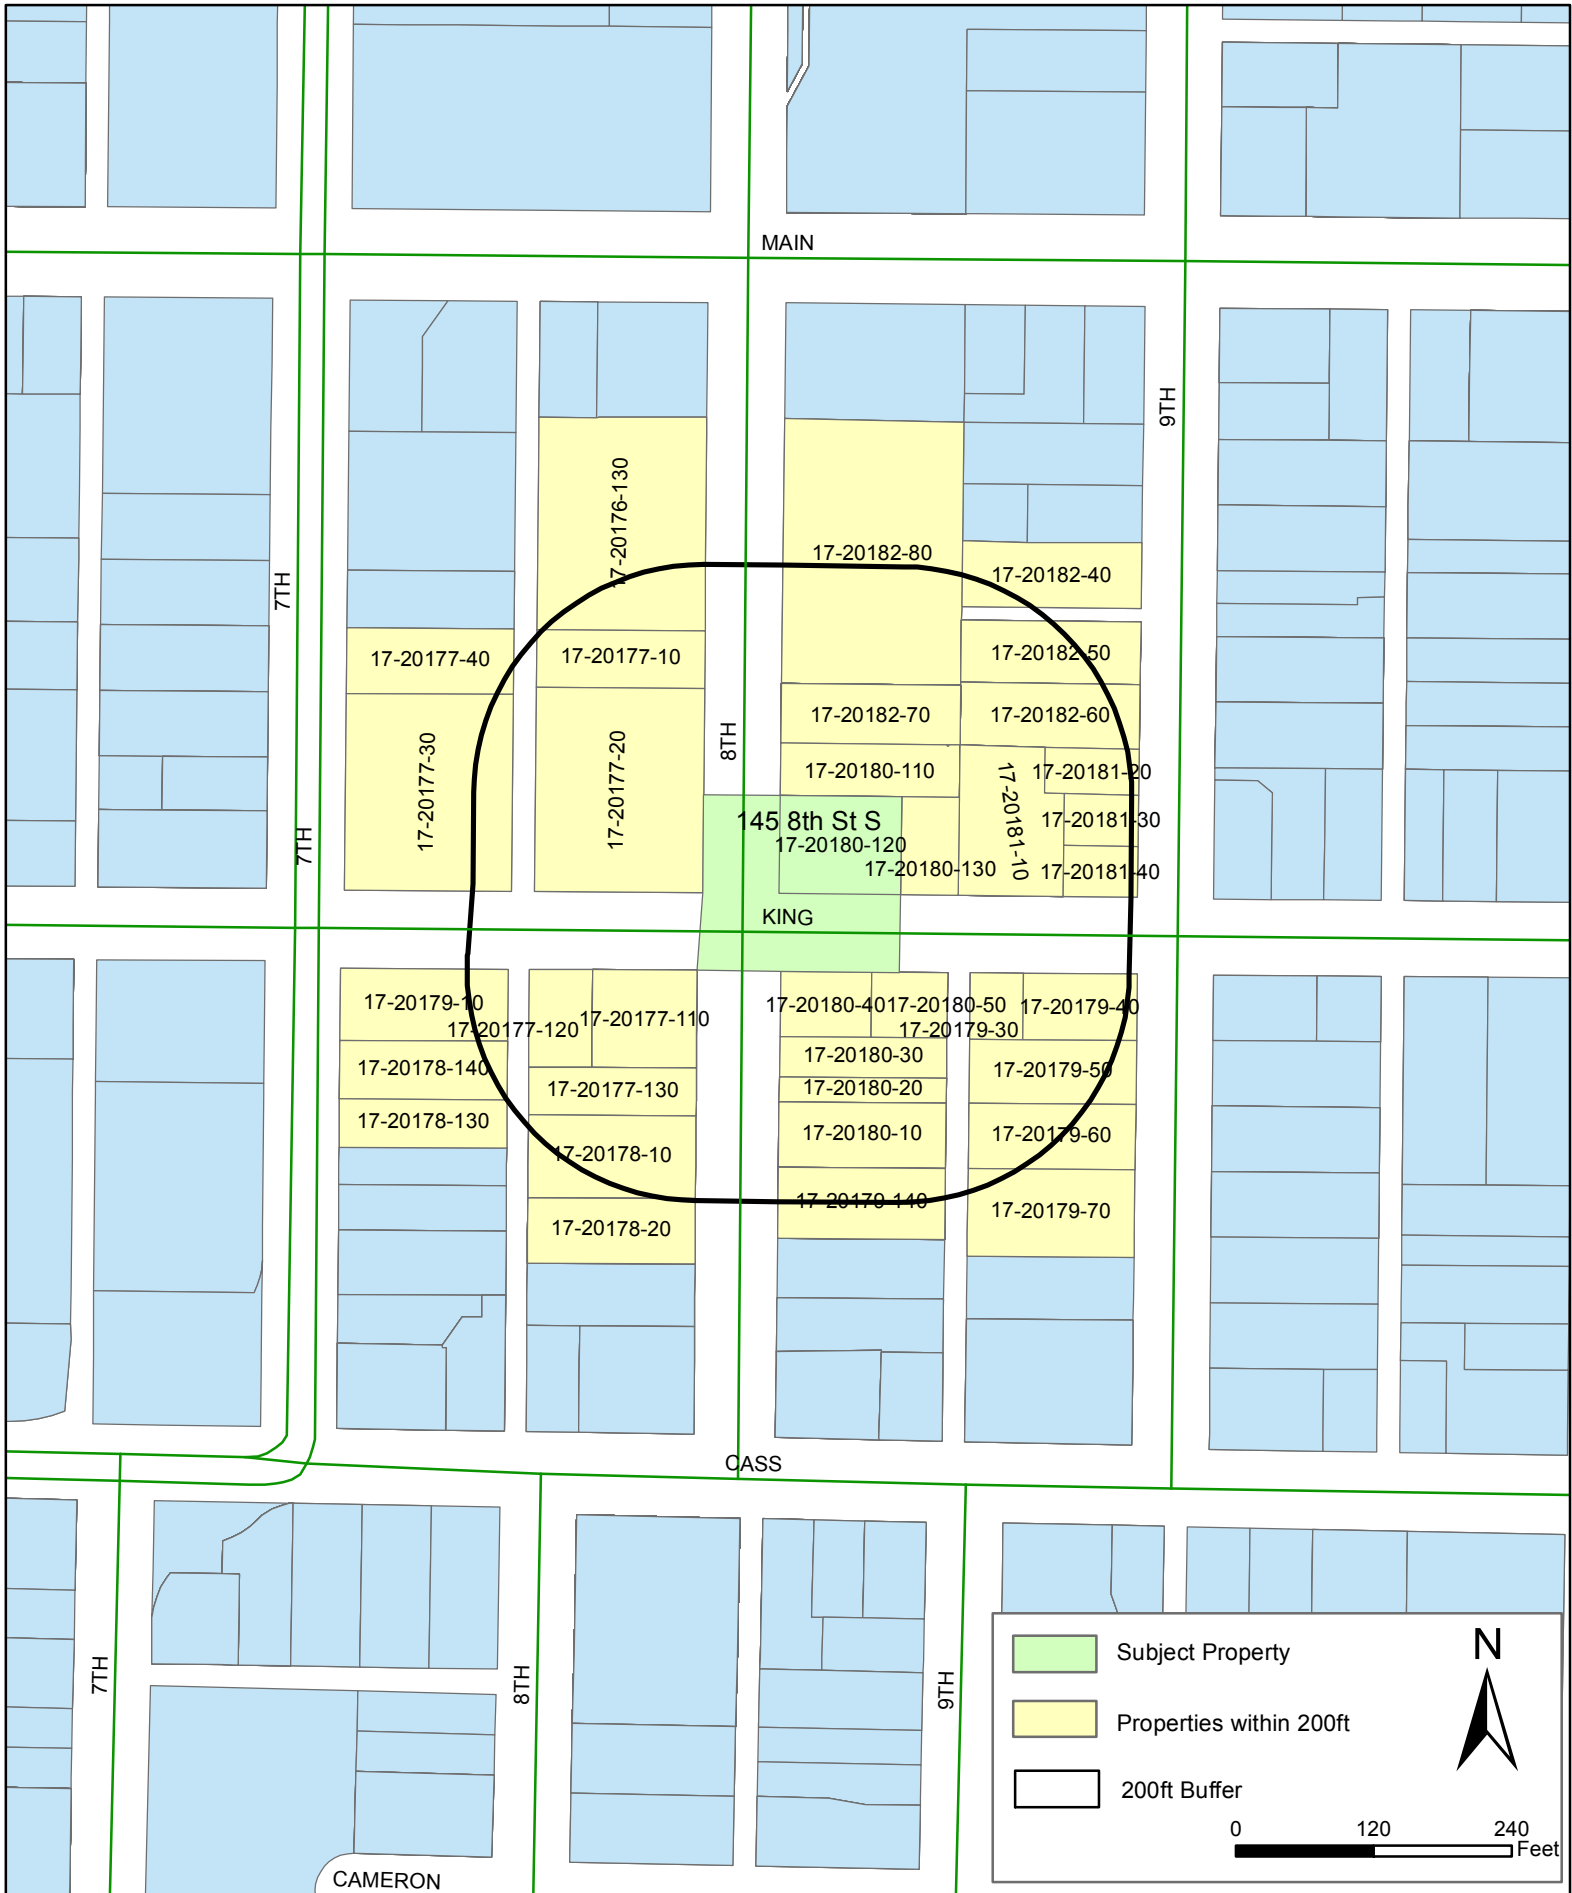 MAIN
9TH
17-20176-130
17-20182-80
17-20182-40
7TH
17-20177-40
17-20177-10
17-20182-50
17-20182-70
17-20182-60
8TH
17-20177-30
17-20177-20
17-20180-110
17-20181-20
17-20181-10
145 8th St S
17-20181-30
7TH
17-20180-120
17-20180-130
17-20181-40
KING
17-20179-10
17-20177-120
17-20177-110
17-20180-40
17-20180-50
17-20179-30
17-20179-40
17-20178-140
17-20177-130
17-20180-30
17-20179-50
17-20180-20
17-20178-130
17-20178-10
17-20180-10
17-20179-60
17-20179-140
17-20179-70
17-20178-20
CASS
7TH
8TH
9TH
CAMERON
N
Subject Property
Properties within 200ft
200ft Buffer
0 120 240
Feet